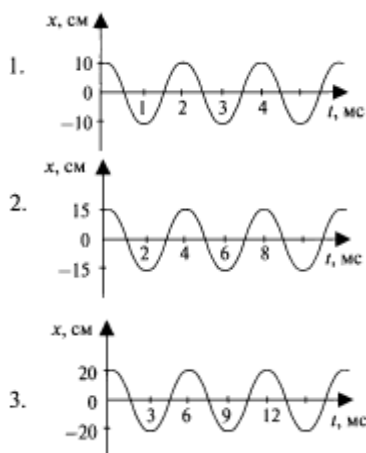 x, см
1.
10
0
−10
1 2 3 4
t, мс
x, см
2.
15
0
−15
2 4 6 8
t, мс
x, см
3.
20
0
−20
3 6 9 12
t, мс